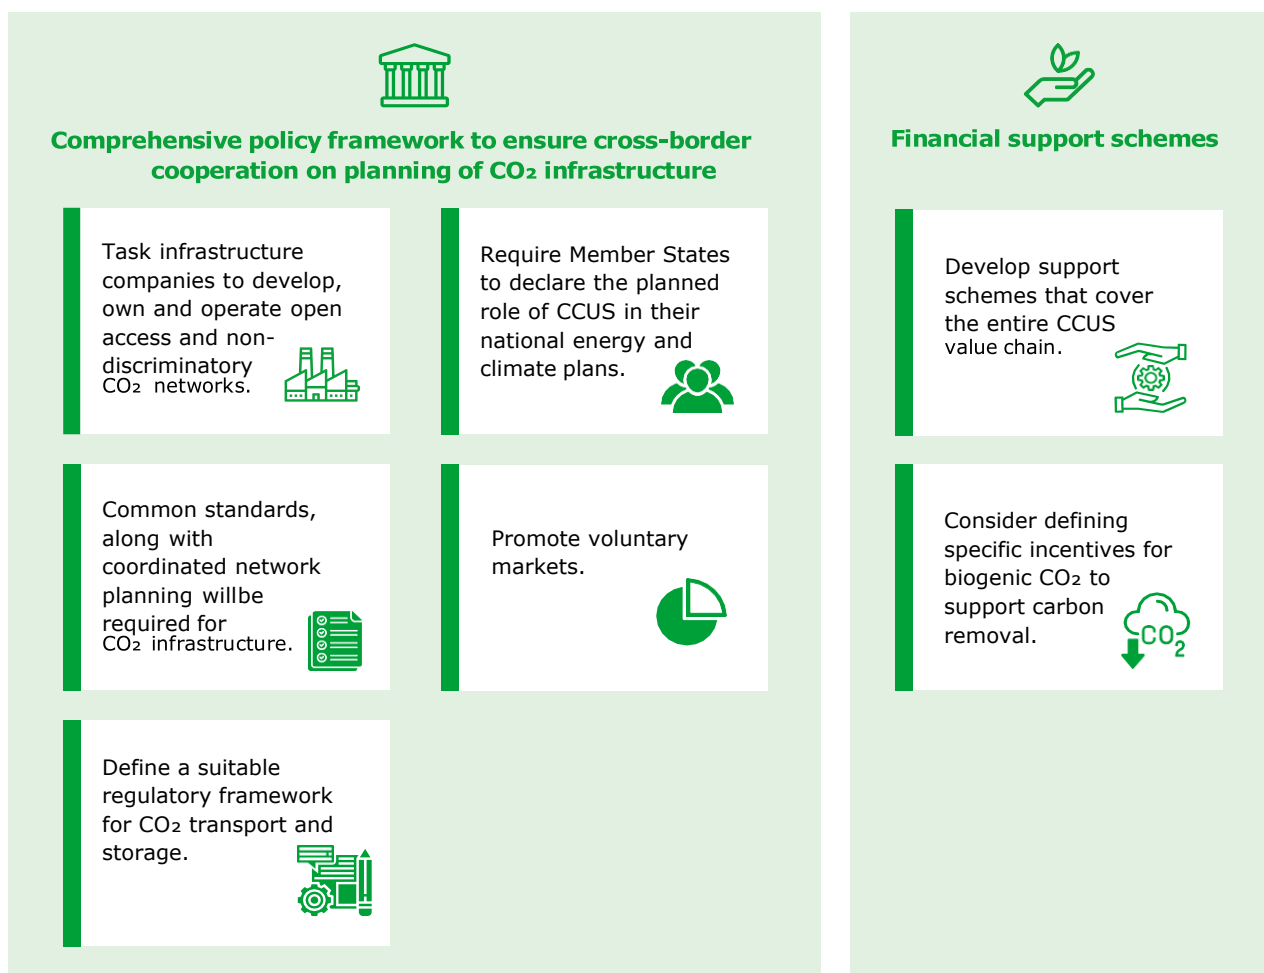 Comprehensive policy framework to ensure cross-border
cooperation on planning of CO₂ infrastructure
Task infrastructure
companies to develop,
own and operate open
access and non-
discriminatory
CO₂ networks.
Require Member States
to declare the planned
role of CCUS in their
national energy and
climate plans.
Common standards,
along with
coordinated network
planning willbe
required for
CO₂ infrastructure.
Promote voluntary
markets.
Define a suitable
regulatory framework
for CO₂ transport and
storage.
Financial support schemes
Develop support
schemes that cover
the entire CCUS
value chain.
Consider defining
specific incentives for
biogenic CO₂ to
support carbon
removal.
CO₂